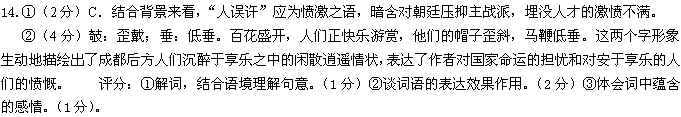 14.①（2分）C．结合背景来看，“人误许”应为愤激之语，暗含对朝廷压抑主战派，埋没人才的激愤不满。
②（4分）攲：歪戴；垂：低垂。百花盛开，人们正快乐游赏，他们的帽子歪斜，马鞭低垂。这两个字形象
生动地描绘出了成都后方人们沉醉于享乐之中的闲散逍遥情状，表达了作者对国家命运的担忧和对安于享乐的人
们的愤慨。 评分：①解词，结合语境理解句意。（1分）②谈词语的表达效果作用。（2分）③体会词中蕴含
的感情。（1分）。